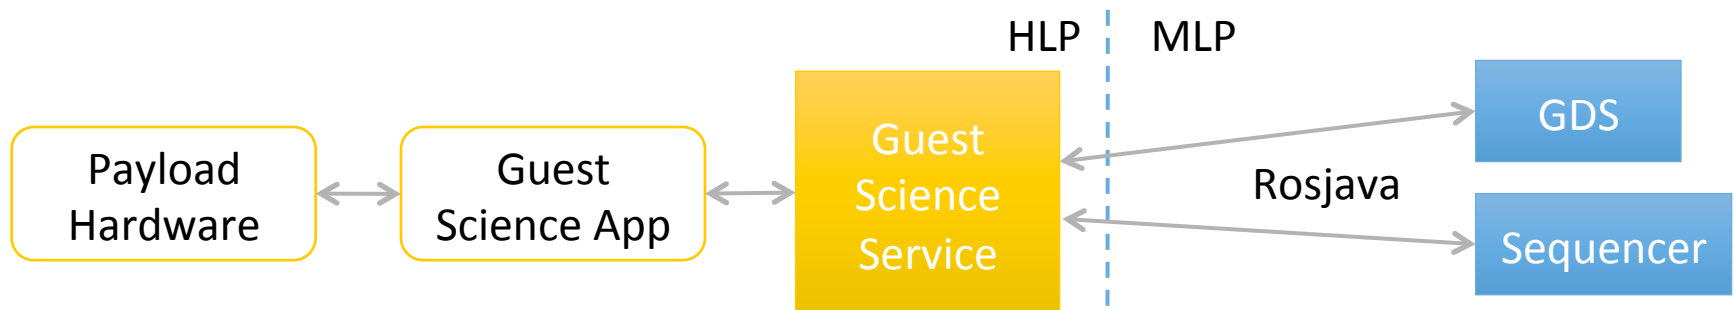 HLP
MLP
Payload
Hardware
Guest
Science App
Guest
Science
Service
Rosjava
GDS
Sequencer